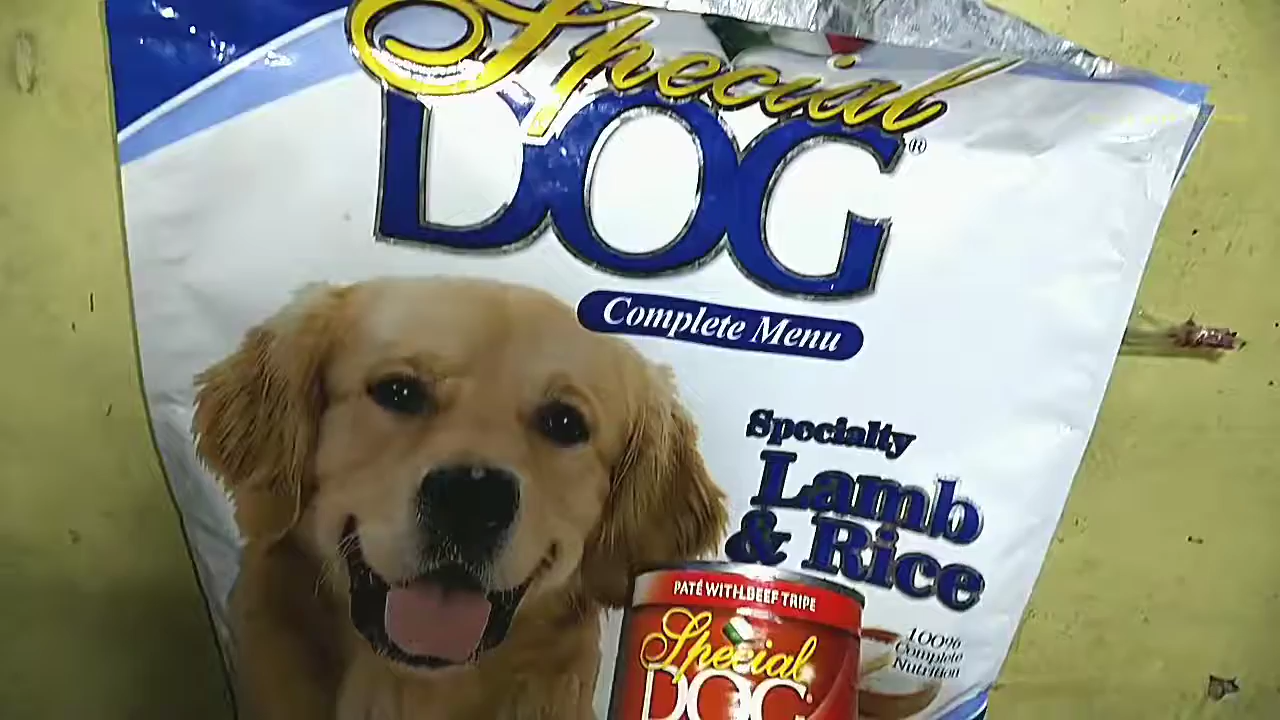 Special
DOG®
Complete Menu
Specialty
Lamb
& Rice
PATÉ WITH BEEF TRIPE
Special
DOG
100%
Complete
Nutrition